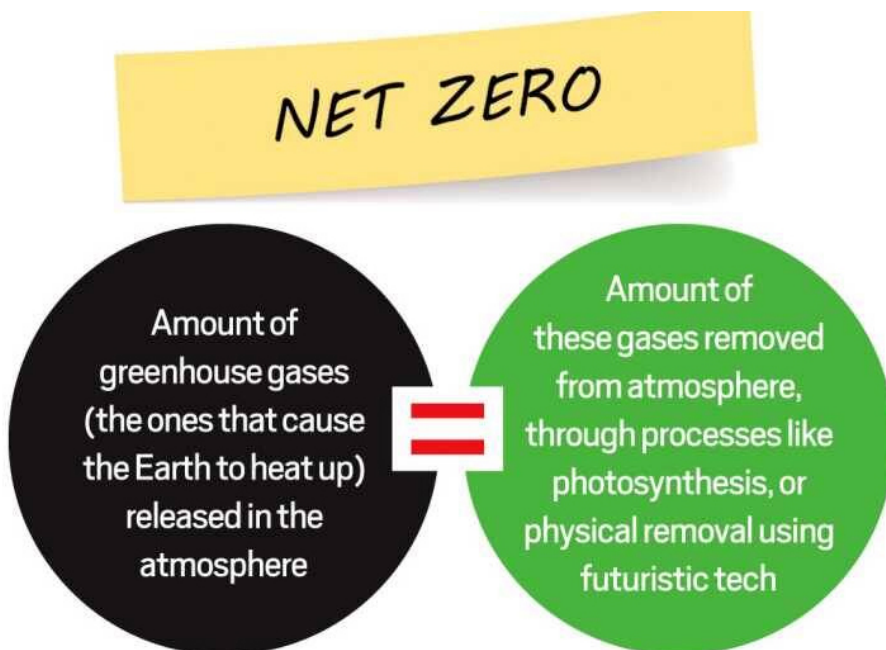 NET ZERO
Amount of
greenhouse gases
(the ones that cause
the Earth to heat up)
released in the
atmosphere
=
Amount of
these gases removed
from atmosphere,
through processes like
photosynthesis, or
physical removal using
futuristic tech